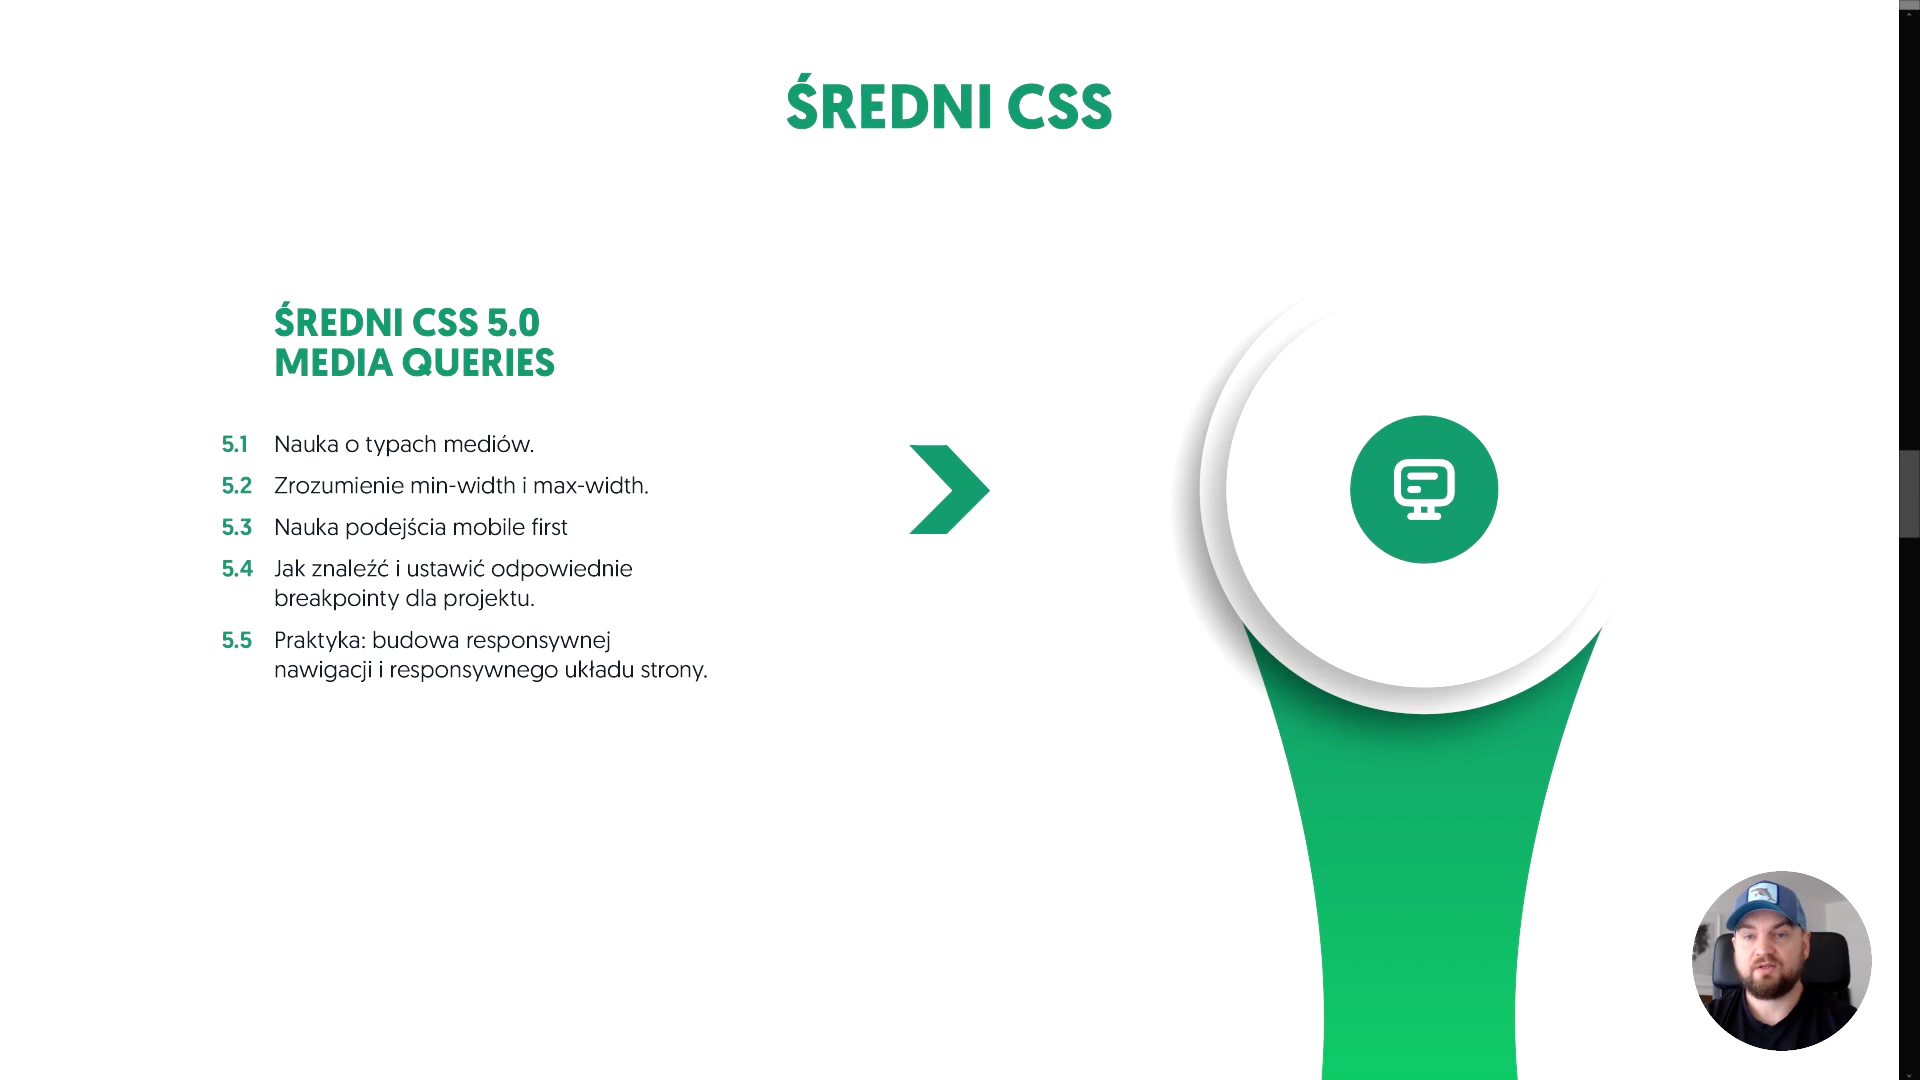 ŚREDNI CSS
ŚREDNI CSS 5.0
MEDIA QUERIES
5.1 Nauka o typach mediów.
5.2 Zrozumienie min-width i max-width.
5.3 Nauka podejścia mobile first
5.4 Jak znaleźć i ustawić odpowiednie
breakpointy dla projektu.
5.5 Praktyka: budowa responsywnej
nawigacji i responsywnego układu strony.